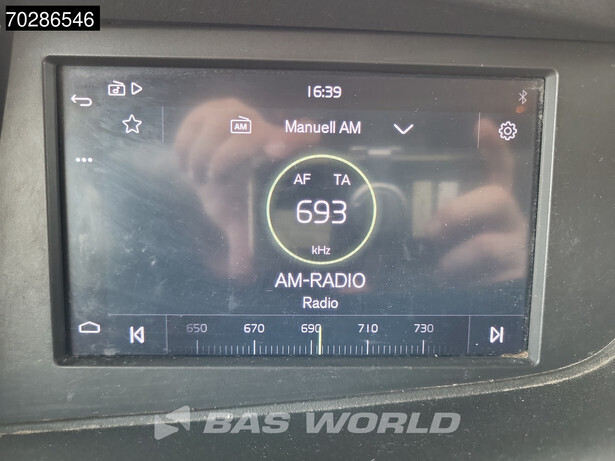 70286546
16:39
AM
Manuell AM
AF TA
693
kHz
AM-RADIO
Radio
650 670 690 710 730
BAS WORLD